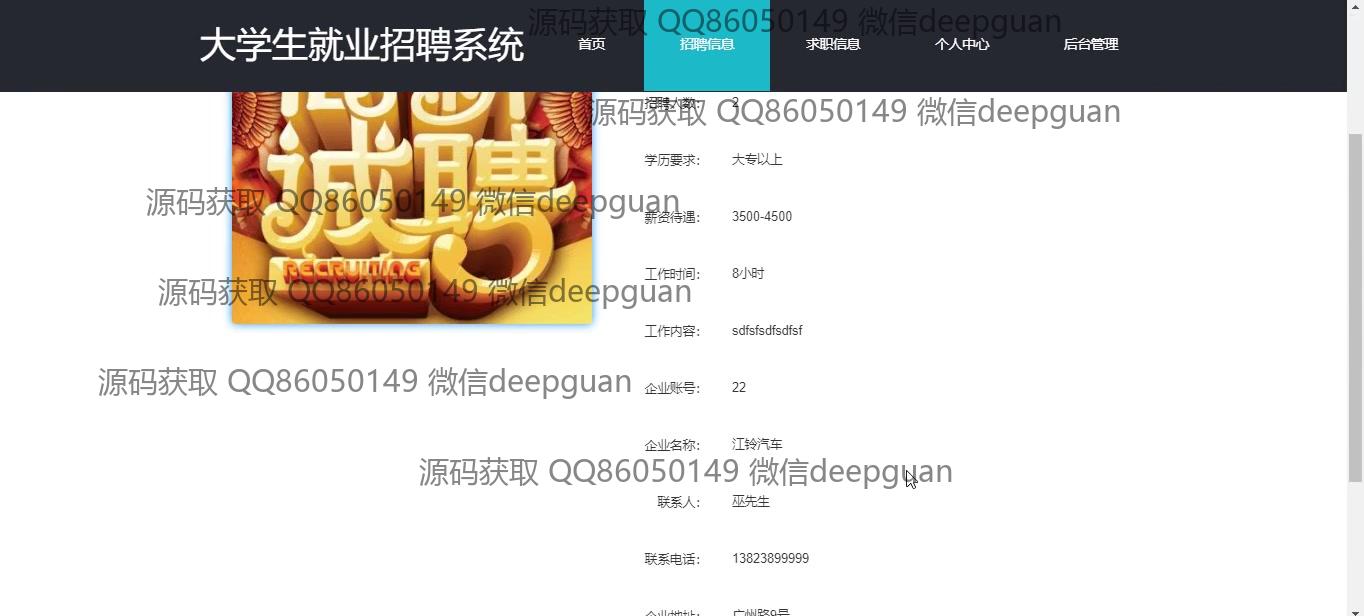 源码获取 QQ86050149 微信deepguan
大学生就业招聘系统 首页 招聘信息 求职信息 个人中心 后台管理
招聘人数： 2
源码获取 QQ86050149 微信deepguan
诚聘
学历要求： 大专以上
源码获取 QQ86050149 微信deepguan
薪资待遇： 3500-4500
RECRUITING
工作时间： 8小时
源码获取 QQ86050149 微信deepguan
工作内容： sdfsfsdfsdfsf
源码获取 QQ86050149 微信deepguan
企业账号： 22
企业名称： 江铃汽车
源码获取 QQ86050149 微信deepguan
联系人： 巫先生
联系电话： 13823899999
企业地址： 广州路9号